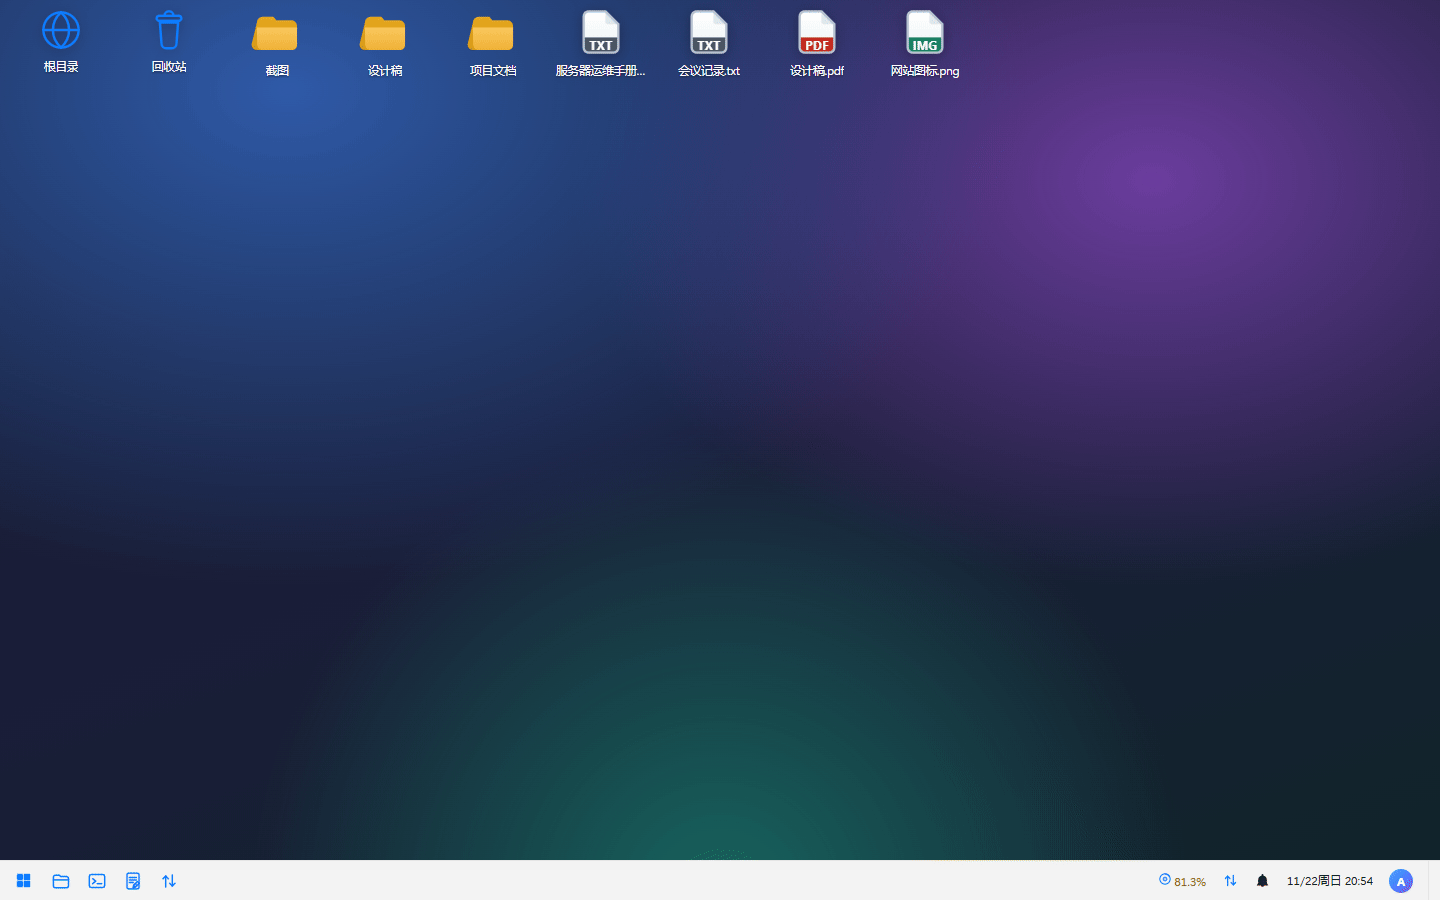 根目录
回收站
截图
设计稿
项目文档
TXT
服务器运维手册...
TXT
会议记录.txt
PDF
设计稿.pdf
IMG
网站图标.png
81.3%
11/22周日 20:54
A